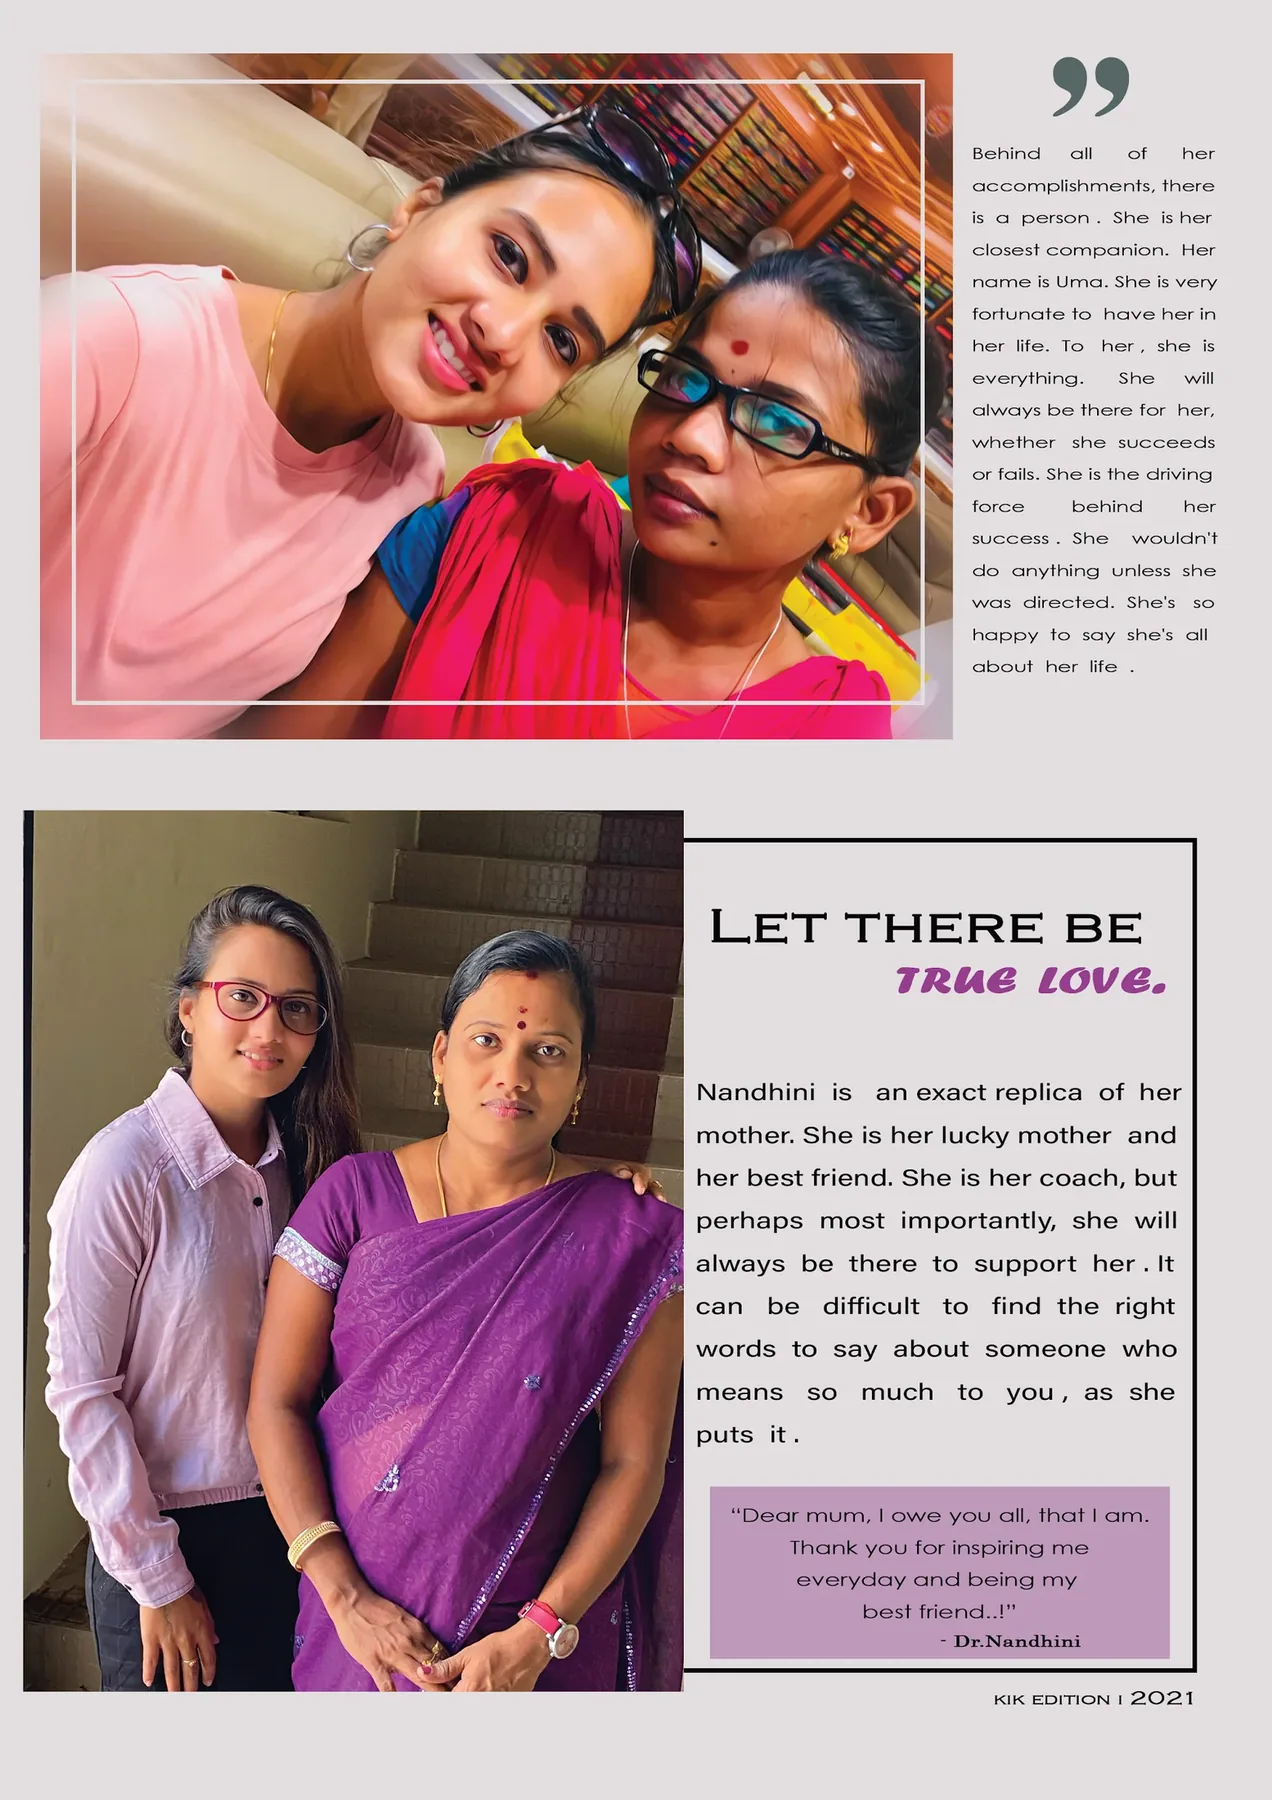 ”
Behind all of her
accomplishments, there
is a person . She is her
closest companion. Her
name is Uma. She is very
fortunate to have her in
her life. To her , she is
everything. She will
always be there for her,
whether she succeeds
or fails. She is the driving
force behind her
success . She wouldn't
do anything unless she
was directed. She's so
happy to say she's all
about her life .
LET THERE BE
TRUE LOVE.
Nandhini is an exact replica of her
mother. She is her lucky mother and
her best friend. She is her coach, but
perhaps most importantly, she will
always be there to support her . It
can be difficult to find the right
words to say about someone who
means so much to you , as she
puts it .
“Dear mum, I owe you all, that I am.
Thank you for inspiring me
everyday and being my
best friend..!”
- Dr.Nandhini
KIK EDITION I 2021